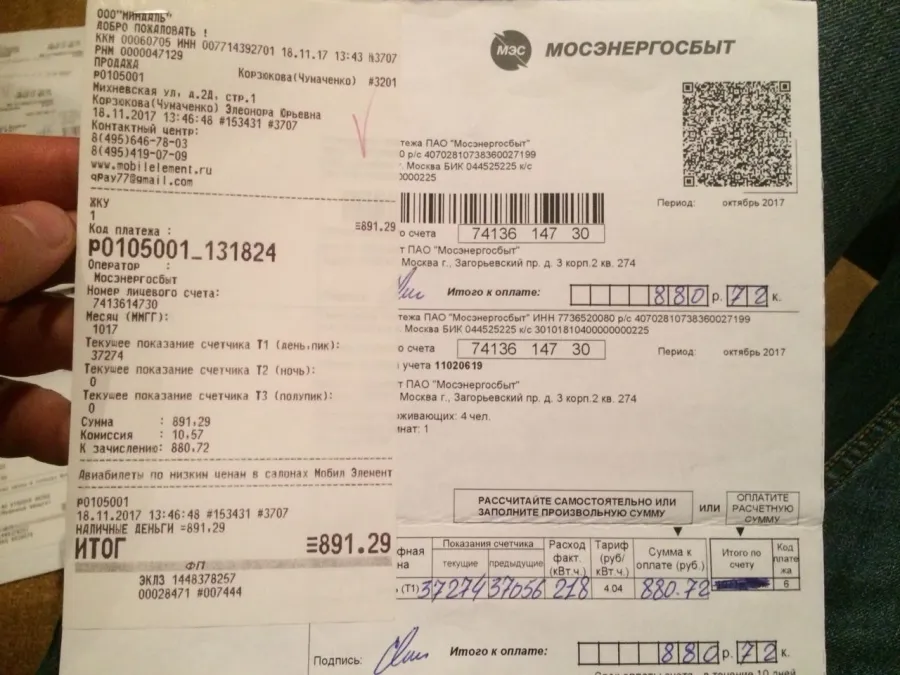 ООО"МИНДАЛЬ"
ДОБРО ПОЖАЛОВАТЬ !
ККМ 00060705 ИНН 007714392701 18.11.17 13:43 #3707
РНМ 0000047129
ПРОДАЖА
P0105001 Корзюкова(Чумаченко) #3201
Михневская ул, д.2Д, стр.1
Корзюкова(Чумаченко) Элеонора Юрьевна
18.11.2017 13:46:48 #153431 #3707
Контактный центр:
8(495)646-78-03
8(495)419-07-09
www.mobilelement.ru
qPay77@gmail.com
ЖКУ
1 =891.29
Код платежа :
P0105001_131824
Оператор :
Мосэнергосбыт
Номер лицевого счета:
7413614730
Месяц (ММГГ):
1017
Текущее показание счетчика Т1 (день,пик):
37274
Текущее показание счетчика Т2 (ночь):
0
Текущее показание счетчика Т3 (полупик):
0
Сумма : 891,29
Комиссия : 10,57
К зачислению: 880,72
Авиабилеты по низким ценам в салонах Мобил Элемент
P0105001
18.11.2017 13:46:48 #153431 #3707
НАЛИЧНЫЕ ДЕНЬГИ =891.29
ИТОГ =891.29
ФП
ЭКЛЗ 1448378257
00028471 #007444
МЭС МОСЭНЕРГОСБЫТ
тежа ПАО "Мосэнергосбыт"
0 р/с 40702810738360027199
. Москва БИК 044525225 к/с
0000225
Период: октябрь 2017
о счета 74136 147 30
т ПАО "Мосэнергосбыт"
Москва г., Загорьевский пр. д. 3 корп.2 кв. 274
Итого к оплате: 880 р. 72 к.
тежа ПАО "Мосэнергосбыт" ИНН 7736520080 р/с 40702810738360027199
. Москва БИК 044525225 к/с 30101810400000000225
о счета 74136 147 30 Период: октябрь 2017
учета 11020619
т ПАО "Мосэнергосбыт"
Москва г., Загорьевский пр. д. 3 корп.2 кв. 274
живающих: 4 чел.
нат: 1
РАССЧИТАЙТЕ САМОСТОЯТЕЛЬНО ИЛИ
ЗАПОЛНИТЕ ПРОИЗВОЛЬНУЮ СУММУ
ИЛИ
ОПЛАТИТЕ
РАСЧЕТНУЮ
СУММУ
фная
на
Показания счетчика
текущие предыдущие
Расход
факт.
(кВт.ч.)
Тариф
(руб/
кВт.ч.)
Сумма к
оплате (руб.)
Итого по
счету
Код
плате
жа
(Т1) 37274 37056 218 4.04 880.72 6
Подпись: Итого к оплате: 880 р. 72 к.